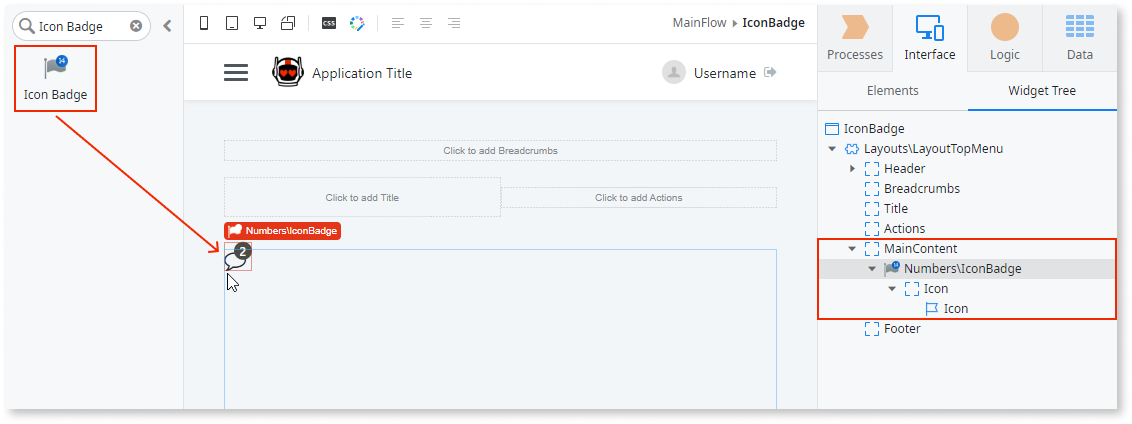 Icon Badge
14
Icon Badge
CSS
MainFlow ▸ IconBadge
Application Title
Username
Click to add Breadcrumbs
Click to add Title
Click to add Actions
Numbers\IconBadge
2
Processes
Interface
Logic
Data
Elements
Widget Tree
IconBadge
Layouts\LayoutTopMenu
Header
Breadcrumbs
Title
Actions
MainContent
Numbers\IconBadge
Icon
Icon
Footer